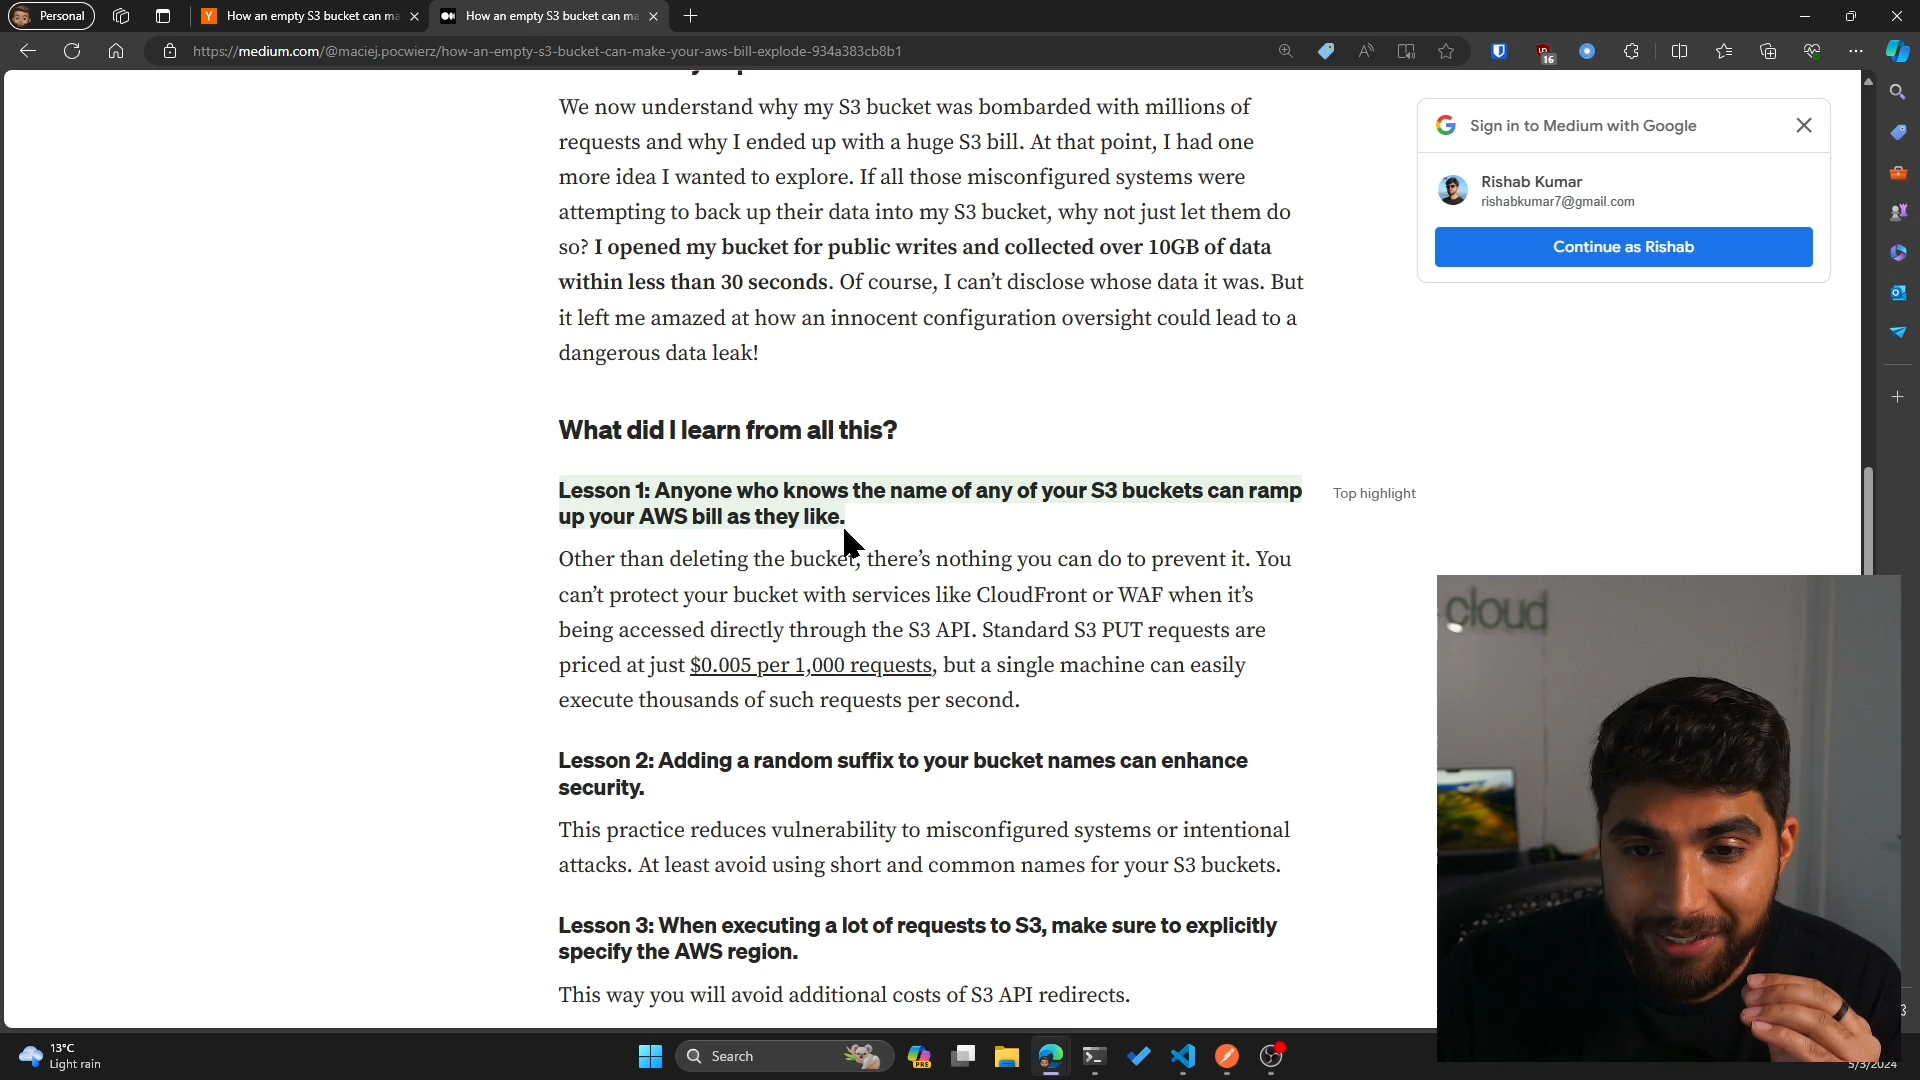 Personal
How an empty S3 bucket can ma
How an empty S3 bucket can ma
https://medium.com/@maciej.pocwierz/how-an-empty-s3-bucket-can-make-your-aws-bill-explode-934a383cb8b1
16
We now understand why my S3 bucket was bombarded with millions of
requests and why I ended up with a huge S3 bill. At that point, I had one
more idea I wanted to explore. If all those misconfigured systems were
attempting to back up their data into my S3 bucket, why not just let them do
so? I opened my bucket for public writes and collected over 10GB of data
within less than 30 seconds. Of course, I can’t disclose whose data it was. But
it left me amazed at how an innocent configuration oversight could lead to a
dangerous data leak!
Sign in to Medium with Google
Rishab Kumar
rishabkumar7@gmail.com
Continue as Rishab
What did I learn from all this?
Lesson 1: Anyone who knows the name of any of your S3 buckets can ramp
up your AWS bill as they like.
Top highlight
Other than deleting the bucket, there’s nothing you can do to prevent it. You
can’t protect your bucket with services like CloudFront or WAF when it’s
being accessed directly through the S3 API. Standard S3 PUT requests are
priced at just $0.005 per 1,000 requests, but a single machine can easily
execute thousands of such requests per second.
Lesson 2: Adding a random suffix to your bucket names can enhance
security.
This practice reduces vulnerability to misconfigured systems or intentional
attacks. At least avoid using short and common names for your S3 buckets.
Lesson 3: When executing a lot of requests to S3, make sure to explicitly
specify the AWS region.
This way you will avoid additional costs of S3 API redirects.
cloud
13°C
Light rain
Search
PRE
5/3/2024